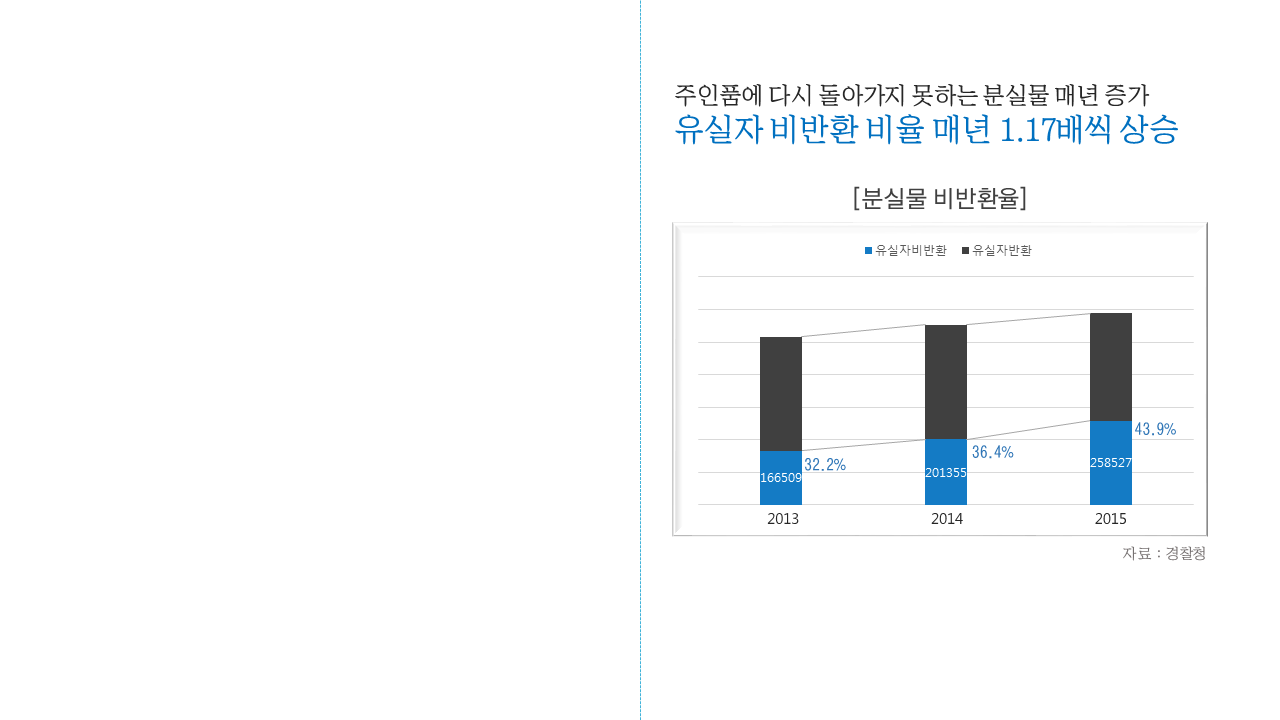 주인품에 다시 돌아가지 못하는 분실물 매년 증가
유실자 비반환 비율 매년 1.17배씩 상승
[분실물 비반환율]
유실자비반환 유실자반환
43.9%
36.4%
32.2%
258527
201355
166509
2013 2014 2015
자료 : 경찰청